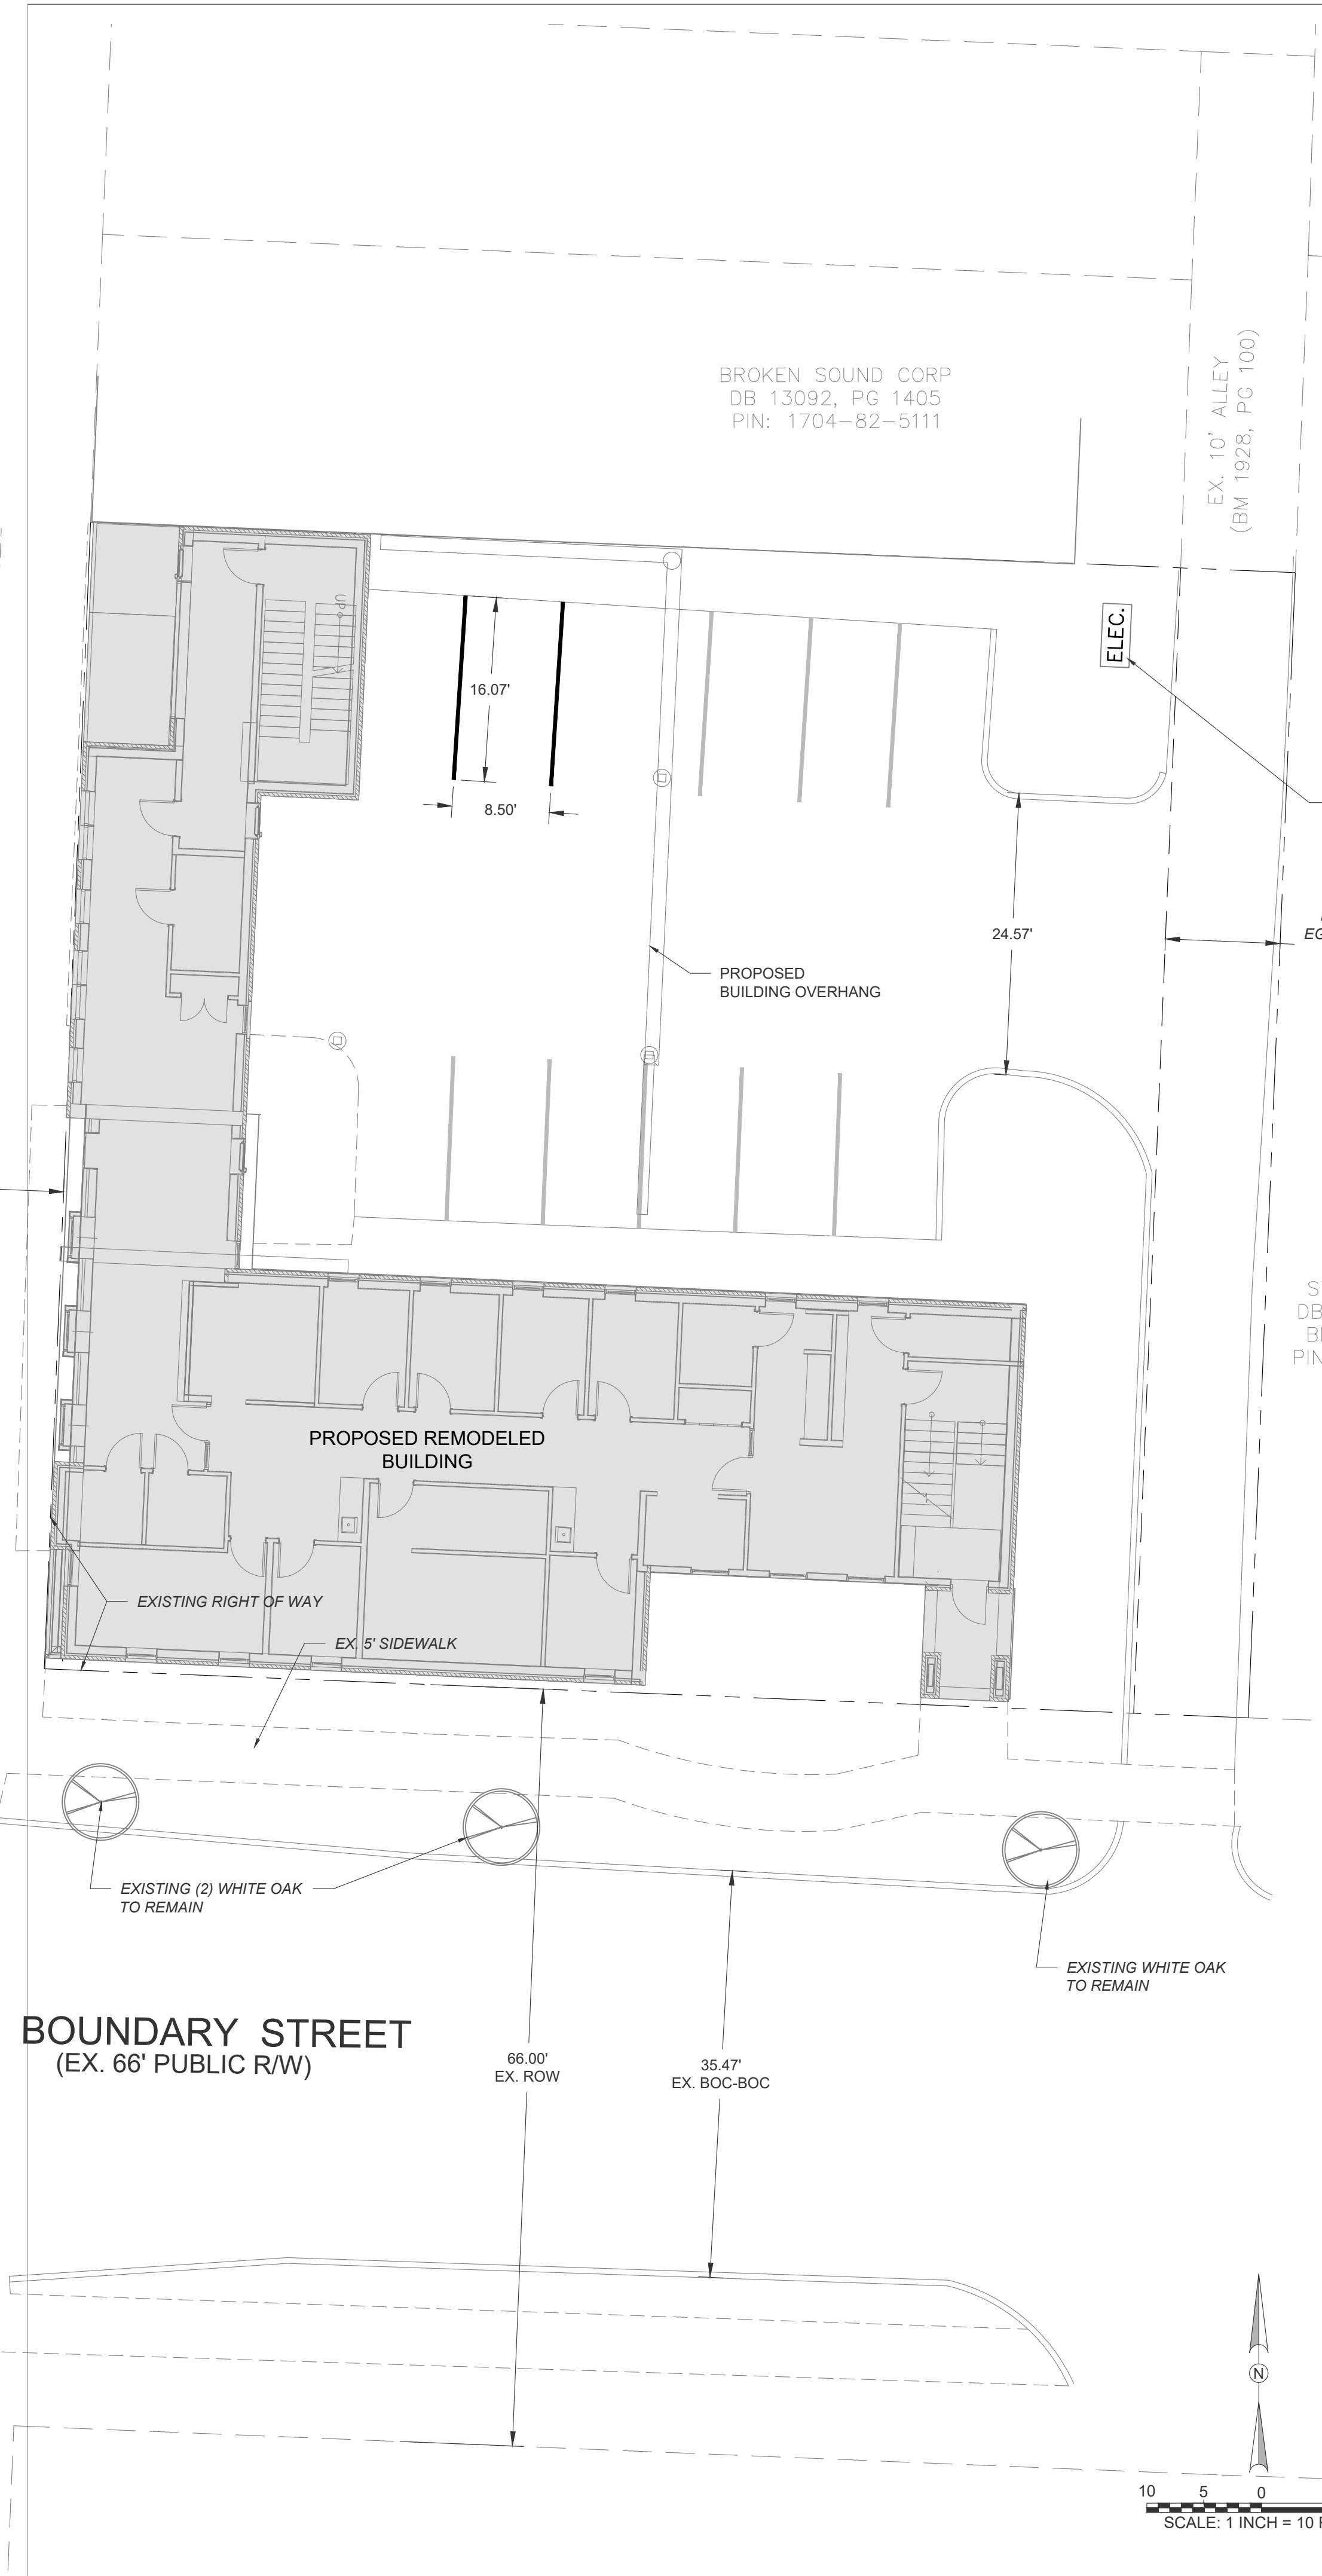 BROKEN SOUND CORP
DB 13092, PG 1405
PIN: 1704-82-5111
EX. 10' ALLEY
(BM 1928, PG 100)
UP
ELEC.
16.07'
8.50'
24.57'
EG
PROPOSED
BUILDING OVERHANG
S
DB
PIN
PROPOSED REMODELED
BUILDING
EXISTING RIGHT OF WAY
EX. 5' SIDEWALK
EXISTING (2) WHITE OAK
TO REMAIN
EXISTING WHITE OAK
TO REMAIN
BOUNDARY STREET
(EX. 66' PUBLIC R/W)
66.00'
EX. ROW
35.47'
EX. BOC-BOC
N
10 5 0
SCALE: 1 INCH = 10 F